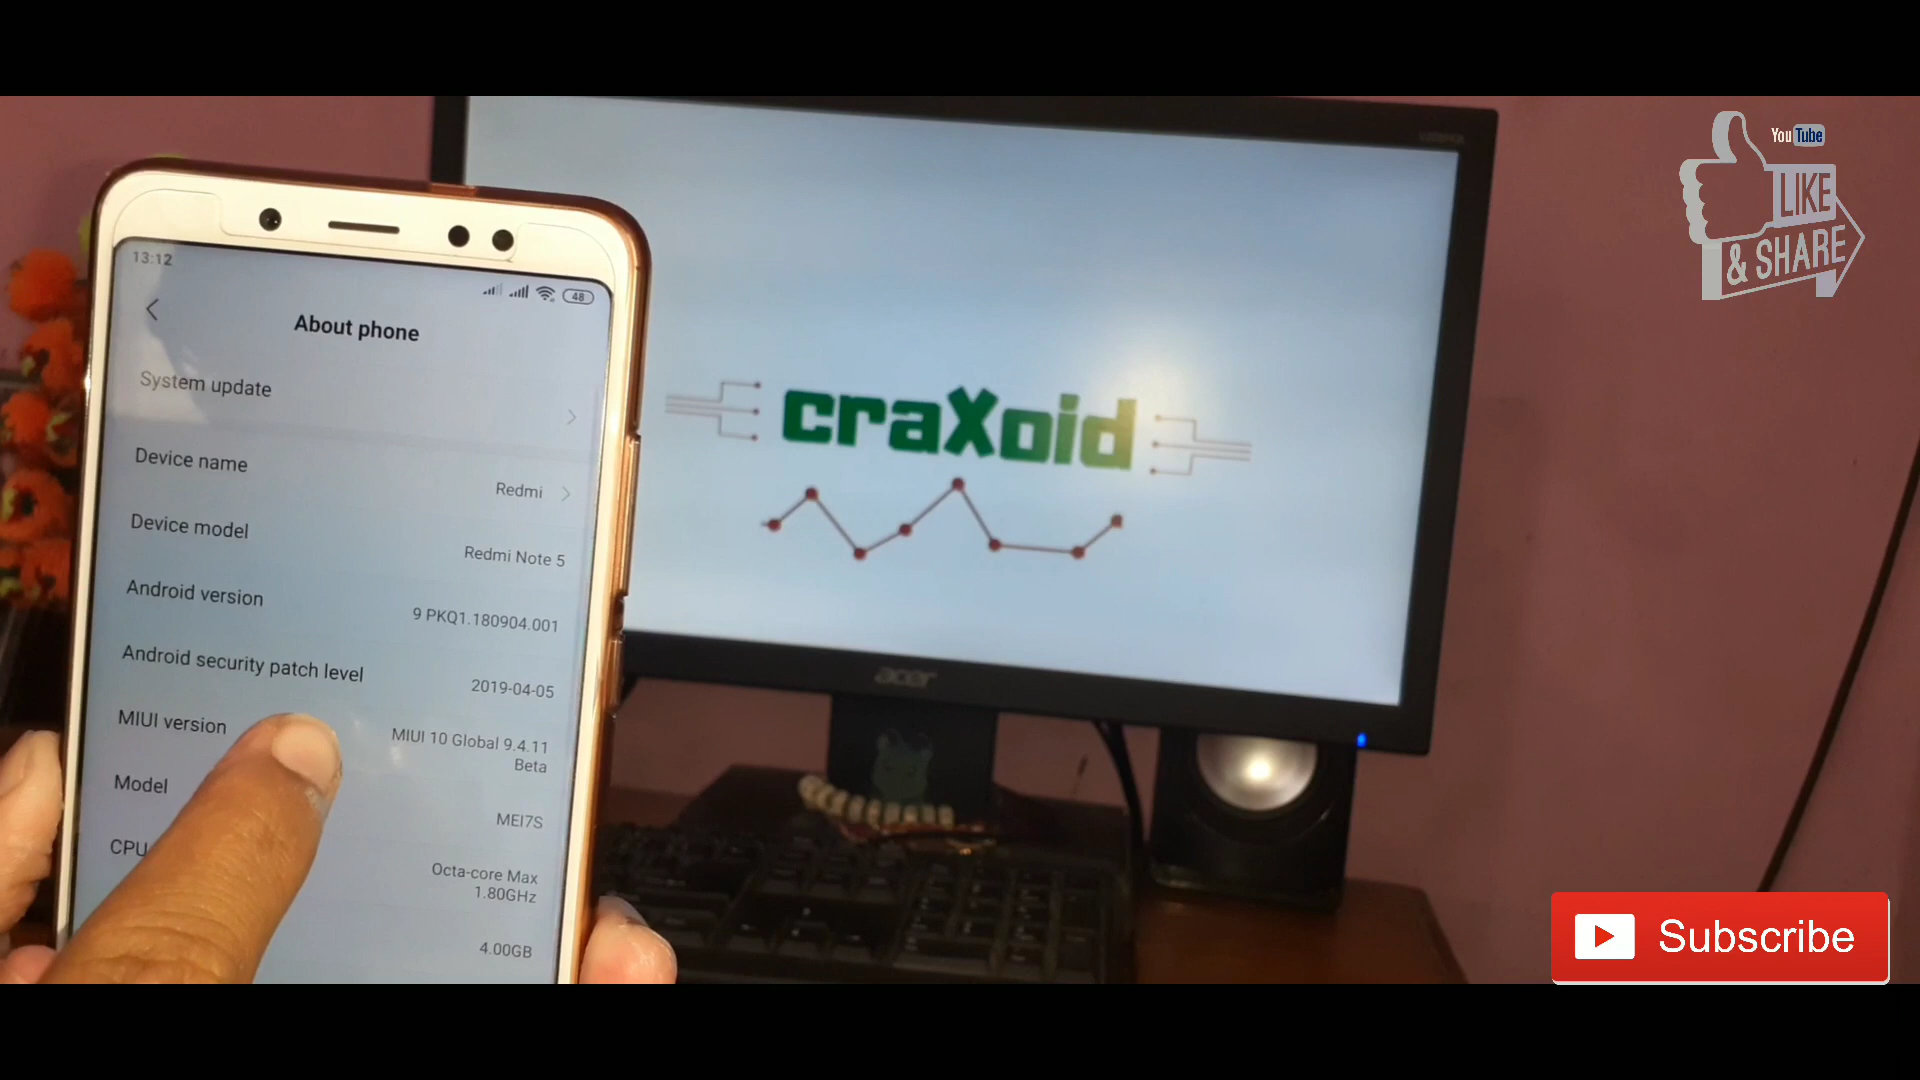 13:12
48
About phone
System update
Device name
Redmi
Device model
Redmi Note 5
Android version
9 PKQ1.180904.001
Android security patch level
2019-04-05
MIUI version
MIUI 10 Global 9.4.11
Beta
Model
MEI7S
CPU
Octa-core Max
1.80GHz
4.00GB
craXoid
acer
YouTube
LIKE
& SHARE
Subscribe